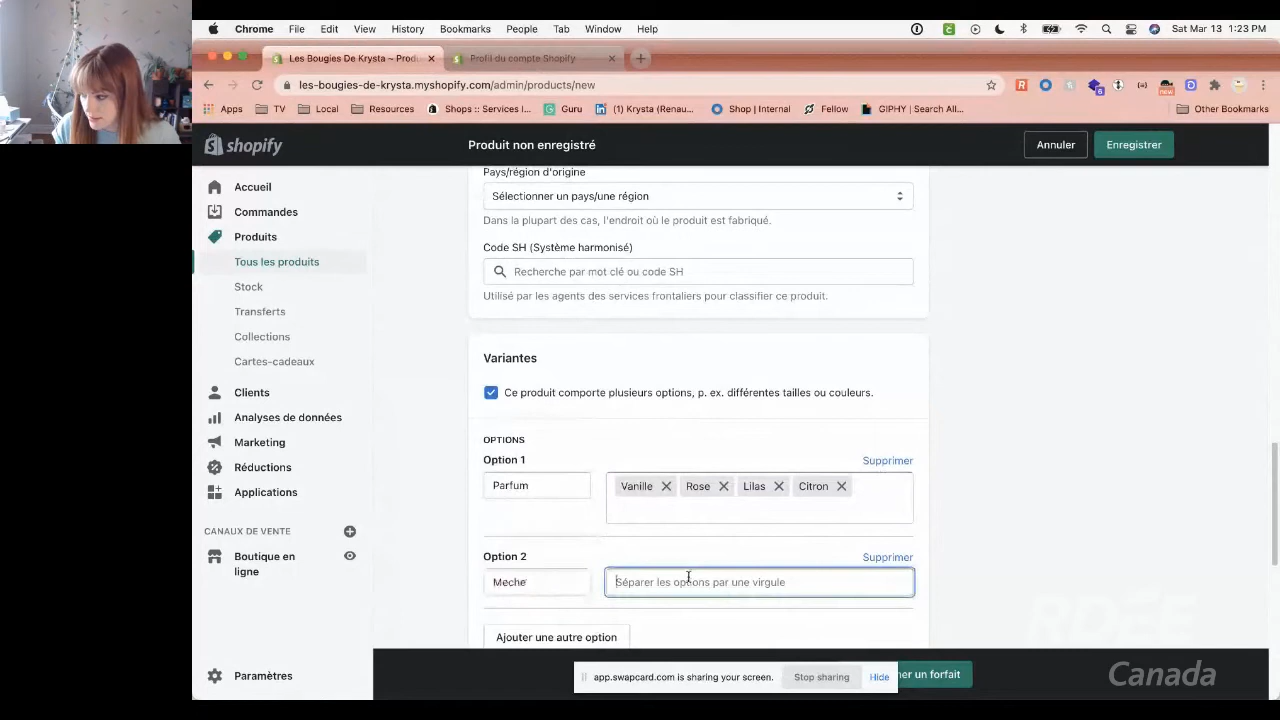 Chrome File Edit View History Bookmarks People Tab Window Help Sat Mar 13 1:23 PM
Les Bougies De Krysta ~ Prod Profil du compte Shopify
les-bougies-de-krysta.myshopify.com/admin/products/new
Apps TV Local Resources Shops :: Services I... Guru (1) Krysta (Renau... Shop | Internal Fellow GIPHY | Search All... Other Bookmarks
shopify Produit non enregistré Annuler Enregistrer
Accueil
Commandes
Produits
Tous les produits
Stock
Transferts
Collections
Cartes-cadeaux
Clients
Analyses de données
Marketing
Réductions
Applications
CANAUX DE VENTE
Boutique en
ligne
Paramètres
Pays/région d'origine
Sélectionner un pays/une région
Dans la plupart des cas, l'endroit où le produit est fabriqué.
Code SH (Système harmonisé)
Recherche par mot clé ou code SH
Utilisé par les agents des services frontaliers pour classifier ce produit.
Variantes
Ce produit comporte plusieurs options, p. ex. différentes tailles ou couleurs.
OPTIONS
Option 1 Supprimer
Parfum Vanille Rose Lilas Citron
Option 2 Supprimer
Meche Séparer les options par une virgule
Ajouter une autre option
app.swapcard.com is sharing your screen. Stop sharing Hide
ner un forfait
RDÉE
Canada